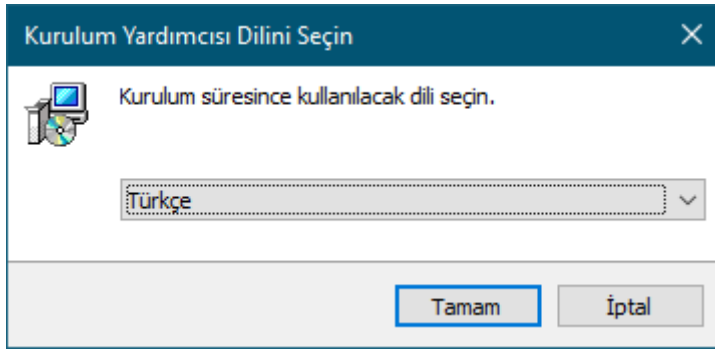 Kurulum Yardımcısı Dilini Seçin
Kurulum süresince kullanılacak dili seçin.
Türkçe
Tamam
İptal